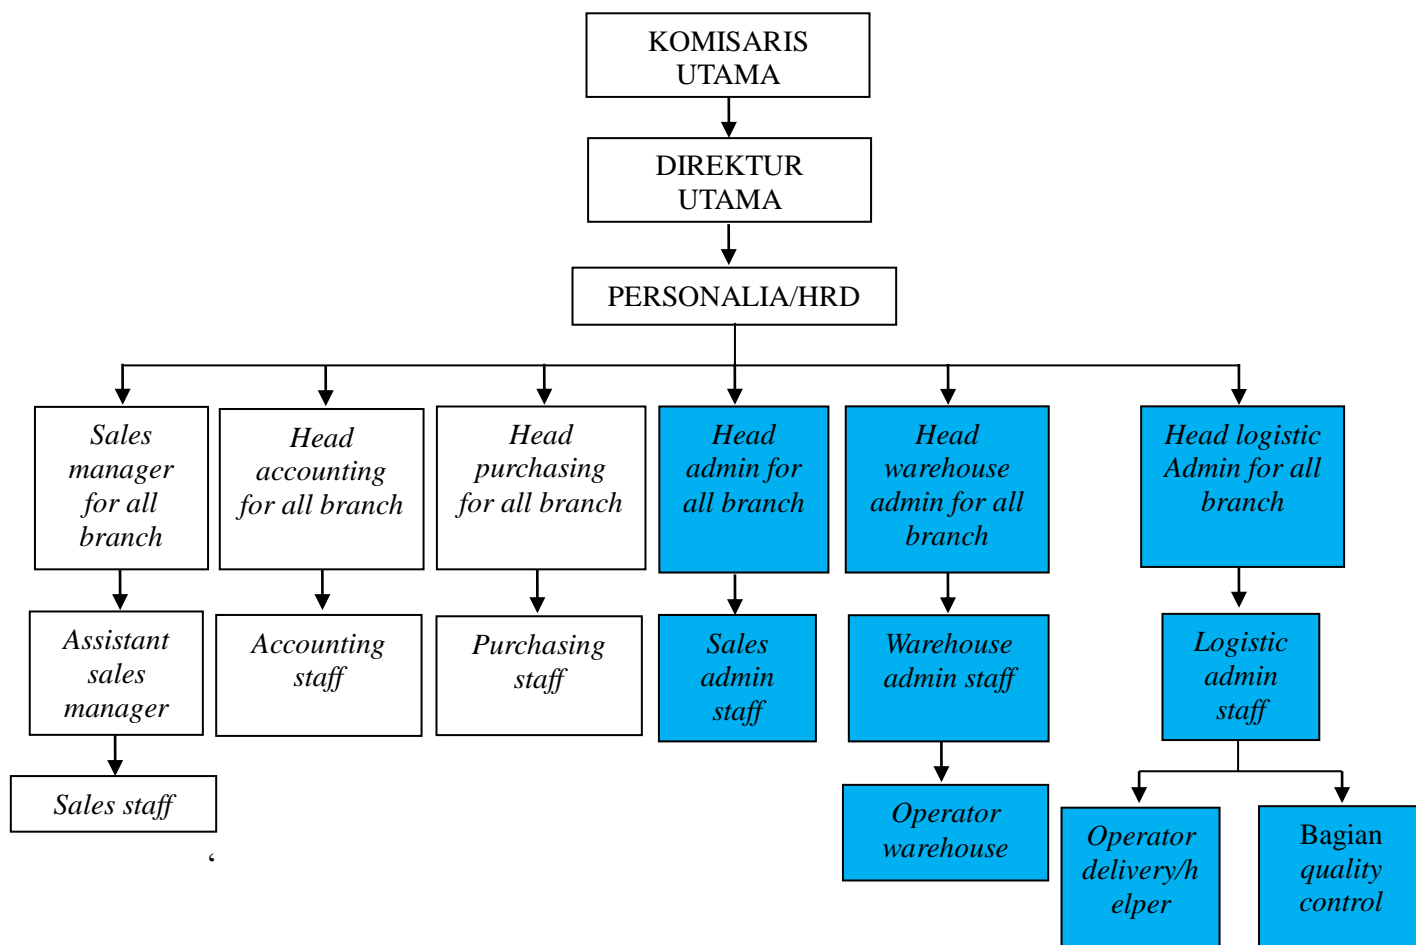 KOMISARIS
UTAMA
DIREKTUR
UTAMA
PERSONALIA/HRD
Sales
manager
for all
branch
Head
accounting
for all branch
Head
purchasing
for all branch
Head
admin for
all branch
Head
warehouse
admin for all
branch
Head logistic
Admin for all
branch
Assistant
sales
manager
Accounting
staff
Purchasing
staff
Sales
admin
staff
Warehouse
admin staff
Logistic
admin
staff
Sales staff
Operator
warehouse
Operator
delivery/h
elper
Bagian
quality
control
‘